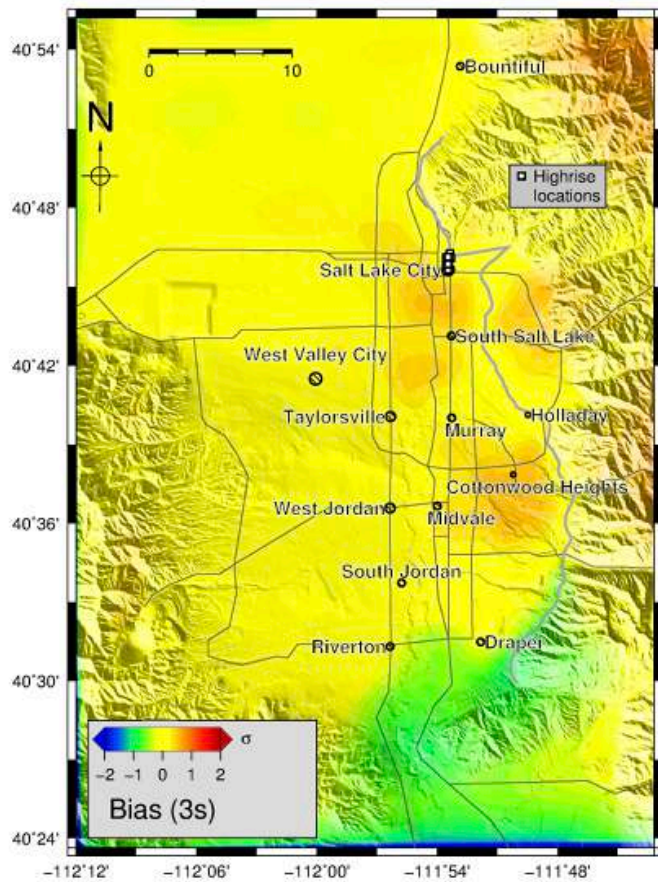 40°54'
0 10
Bountiful
N
40°48'
Highrise
locations
Salt Lake City
South Salt Lake
40°42'
West Valley City
Taylorsville
Murray
Holladay
Cottonwood Heights
40°36'
West Jordan
Midvale
South Jordan
Riverton
Draper
40°30'
σ
−2 −1 0 1 2
Bias (3s)
40°24'
−112°12' −112°06' −112°00' −111°54' −111°48'